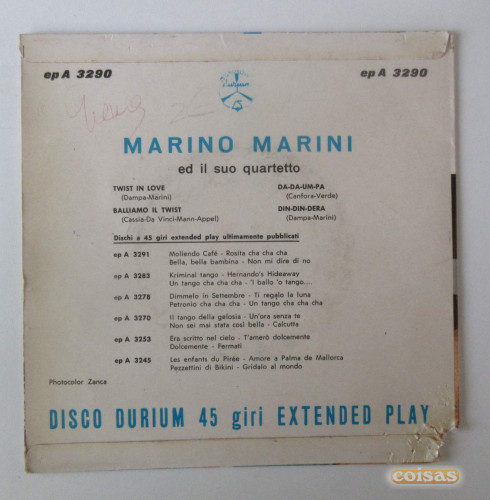 ep A 3290
ep A 3290
Durium
MARINO MARINI
ed il suo quartetto
TWIST IN LOVE
(Dampa-Marini)
BALLIAMO IL TWIST
(Cassia-Da Vinci-Mann-Appel)
DA-DA-UM-PA
(Canfora-Verde)
DIN-DIN-DERA
(Dampa-Marini)
Dischi a 45 giri extended play ultimamente pubblicati
ep A 3291 Moliendo Café - Rosita cha cha cha
Bella, bella bambina - Non mi dire di no
ep A 3283 Kriminal tango - Hernando's Hideaway
Un tango cha cha cha - 'I ballo 'o tango....
ep A 3278 Dimmelo in Settembre - Ti regalo la luna
Petronio cha cha cha - Un tango cha cha cha
ep A 3270 Il tango della gelosia - Un'ora senza te
Non sei mai stata così bella - Calcutta
ep A 3253 Era scritto nel cielo - T'amerò dolcemente
Dolcemente - Fermati
ep A 3245 Les enfants du Pirée - Amore a Palma de Mallorca
Pezzettini di Bikini - Gridalo al mondo
Photocolor Zanca
DISCO DURIUM 45 giri EXTENDED PLAY
coisas